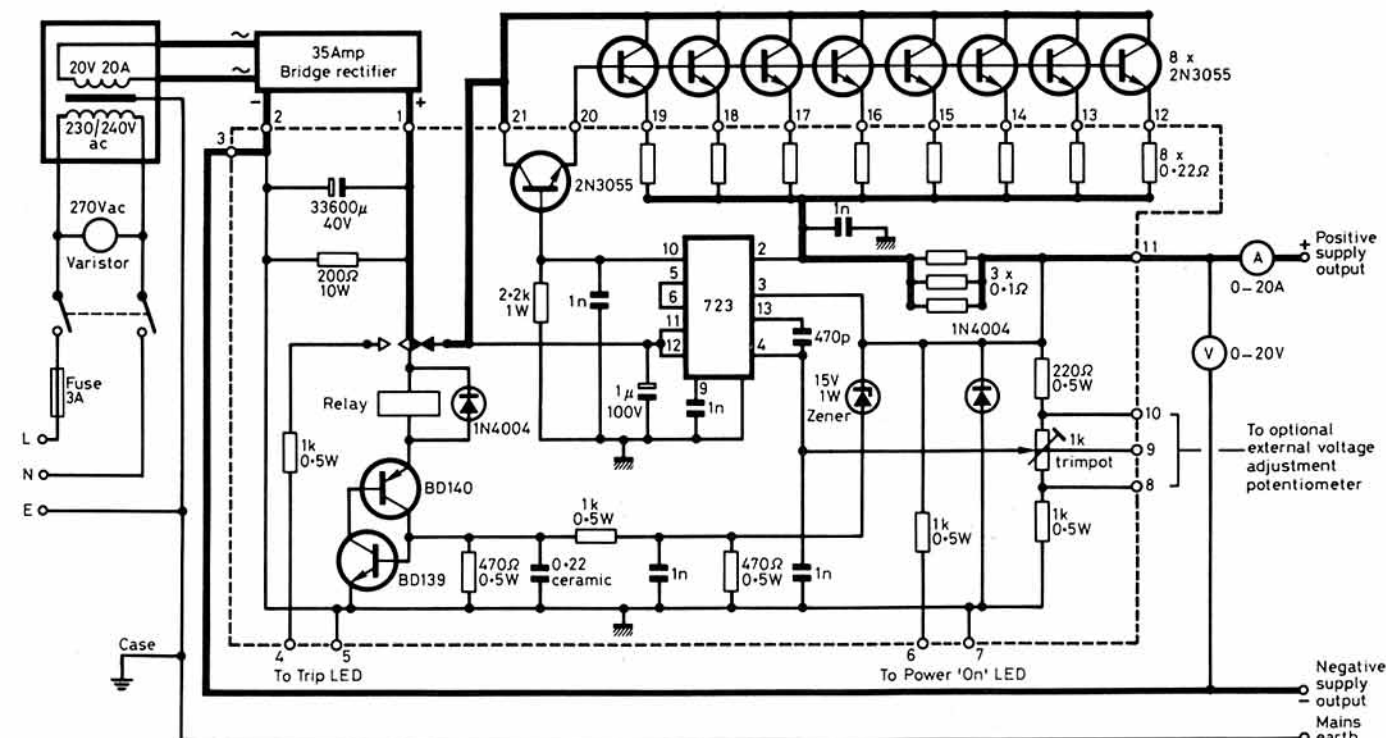 20V 20A
230/240V
ac
~
~
35Amp
Bridge rectifier
-
+
2
1
3
21
20
19
18
17
16
15
14
13
12
8 x
2N3055
8 x
0·22Ω
2N3055
270Vac
Varistor
33600µ
40V
200Ω
10W
2·2k
1W
1n
10
5
6
11
12
9
723
2
3
13
4
1n
470p
3 x
0·1Ω
11
A
0-20A
+
Positive
supply
output
V
0-20V
1N4004
220Ω
0·5W
15V
1W
Zener
1k
trimpot
10
9
8
To optional
external voltage
adjustment
potentiometer
Fuse
3A
L
N
E
Relay
1N4004
1µ
100V
1n
1k
0·5W
BD140
BD139
1k
0·5W
470Ω
0·5W
0·22
ceramic
1n
470Ω
0·5W
1n
1k
0·5W
1k
0·5W
Case
4
5
To Trip LED
6
7
To Power 'On' LED
Negative
supply
- output
Mains
earth